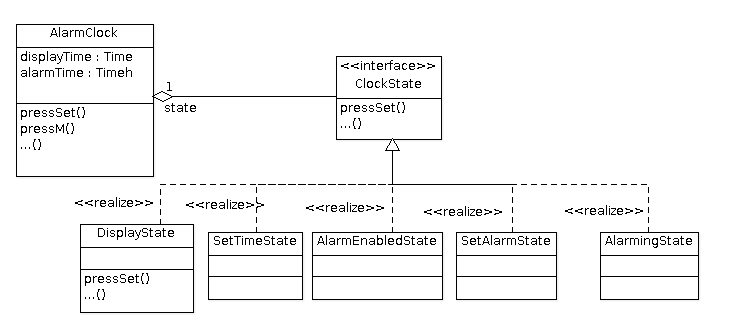 AlarmClock
displayTime : Time
alarmTime : Timeh
pressSet()
pressM()
...()
1
state
<<interface>>
ClockState
pressSet()
...()
<<realize>>
<<realize>>
<<realize>>
<<realize>>
<<realize>>
DisplayState
pressSet()
...()
SetTimeState
AlarmEnabledState
SetAlarmState
AlarmingState